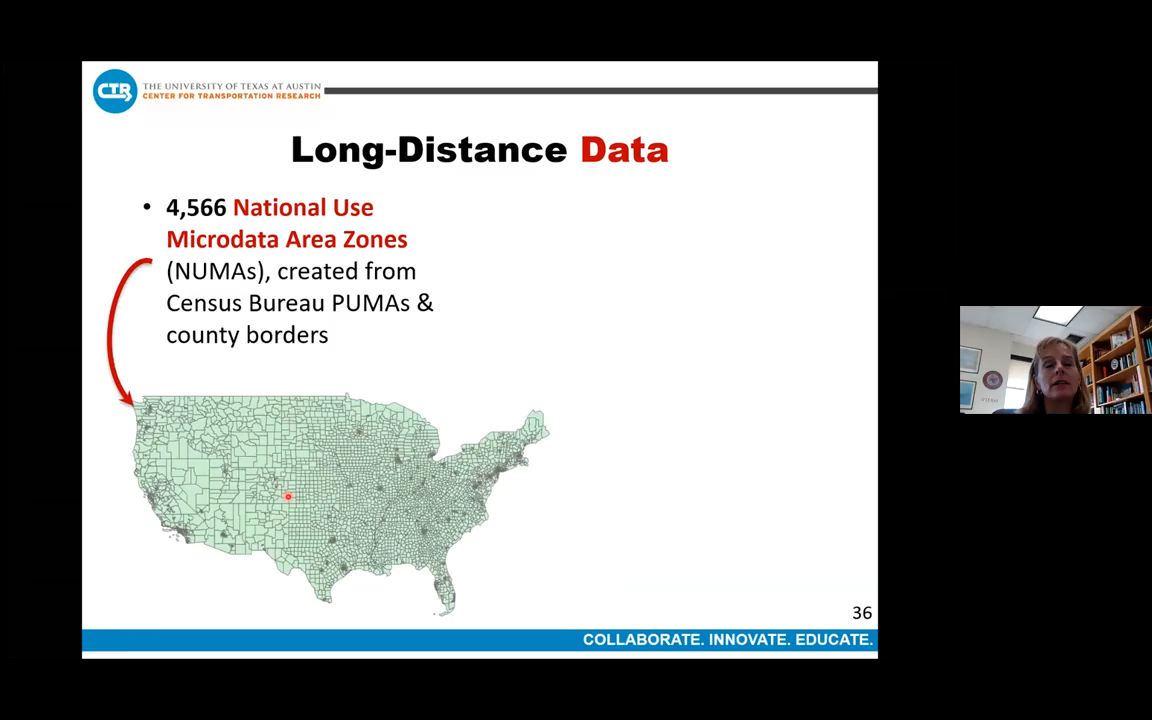 CTR
THE UNIVERSITY OF TEXAS AT AUSTIN
CENTER FOR TRANSPORTATION RESEARCH
Long-Distance Data
• 4,566 National Use
Microdata Area Zones
(NUMAs), created from
Census Bureau PUMAs &
county borders
36
COLLABORATE. INNOVATE. EDUCATE.